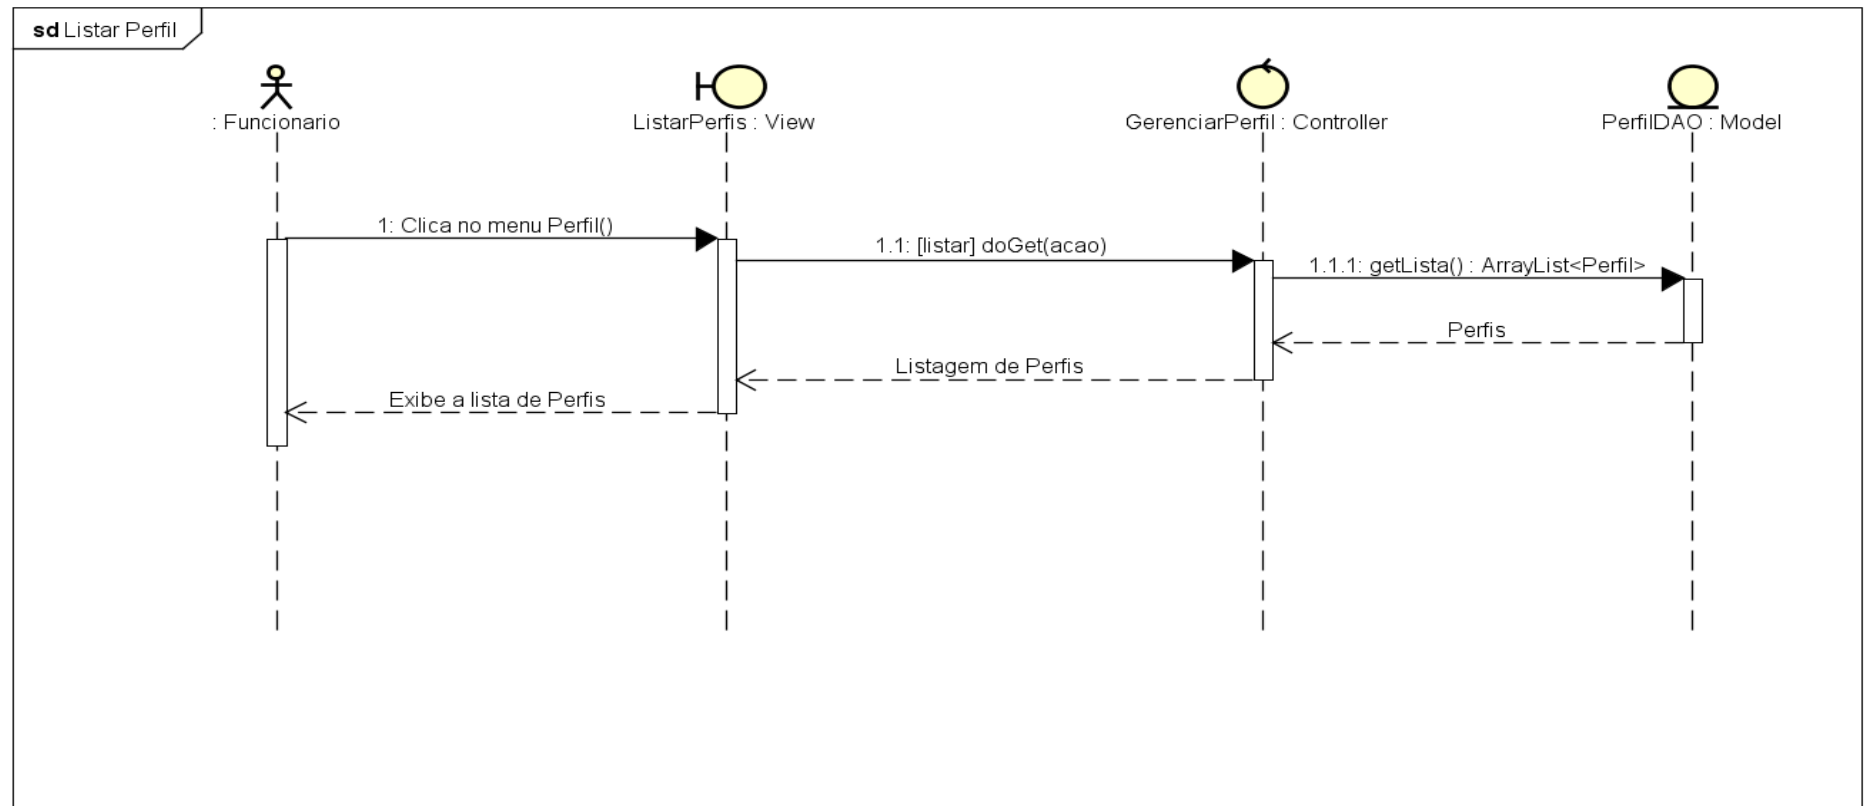 sd Listar Perfil
: Funcionario
ListarPerfis : View
GerenciarPerfil : Controller
PerfilDAO : Model
1: Clica no menu Perfil()
1.1: [listar] doGet(acao)
1.1.1: getLista() : ArrayList<Perfil>
Perfis
Listagem de Perfis
Exibe a lista de Perfis